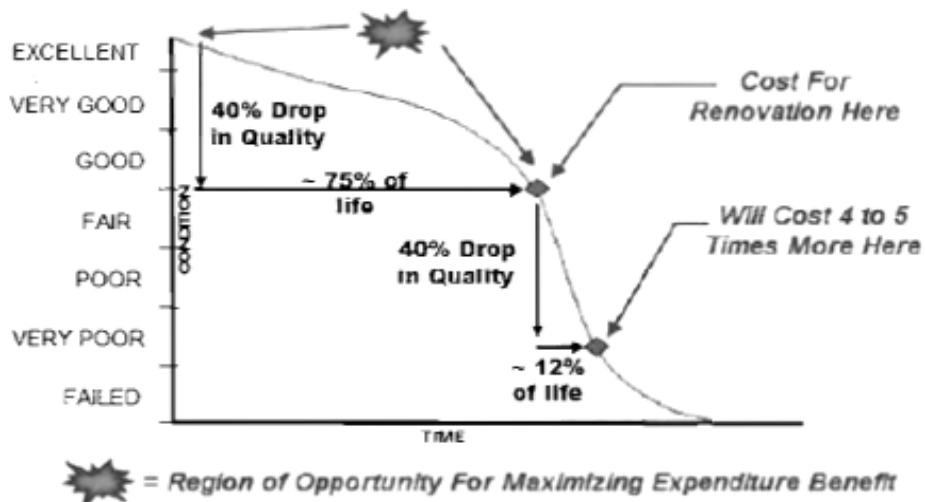 EXCELLENT
VERY GOOD
GOOD
FAIR
POOR
VERY POOR
FAILED
CONDITION
40% Drop
in Quality
~ 75% of
life
40% Drop
in Quality
~ 12%
of life
Cost For
Renovation Here
Will Cost 4 to 5
Times More Here
TIME
= Region of Opportunity For Maximizing Expenditure Benefit